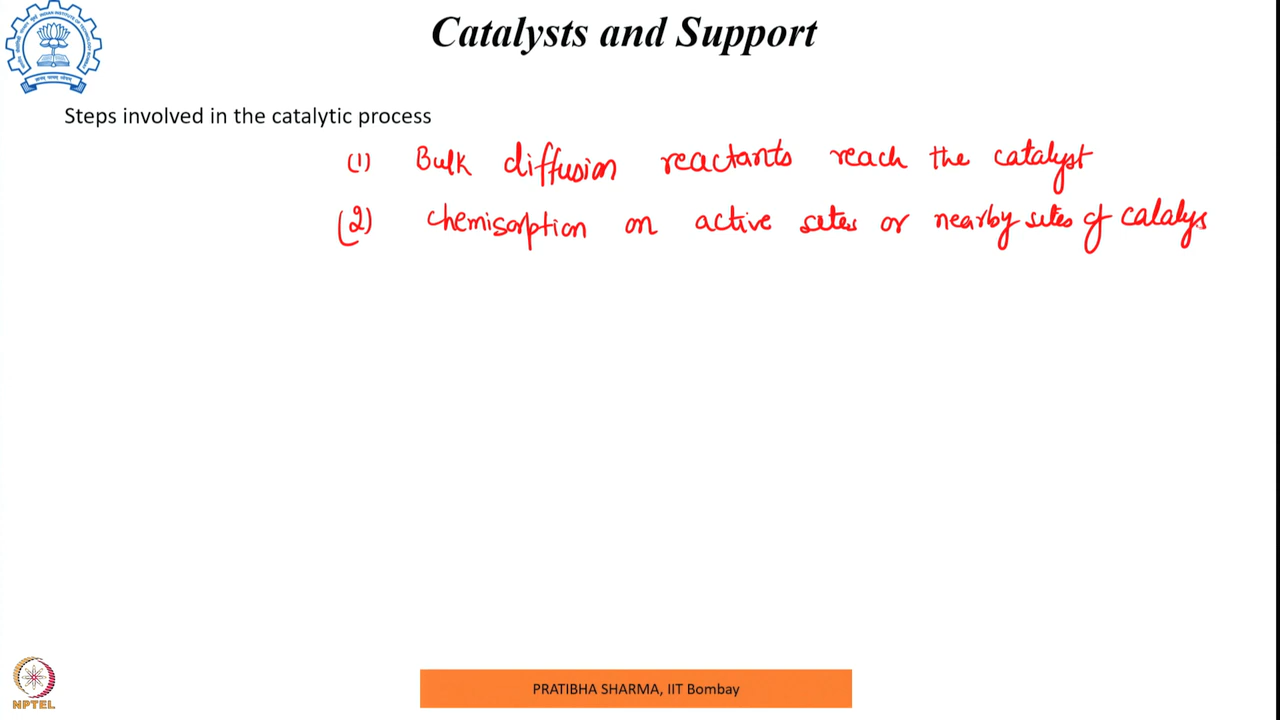 Catalysts and Support
Steps involved in the catalytic process
(1) Bulk diffusion reactants reach the catalyst
(2) chemisorption on active sites or nearby sites of catalys
NPTEL
PRATIBHA SHARMA, IIT Bombay